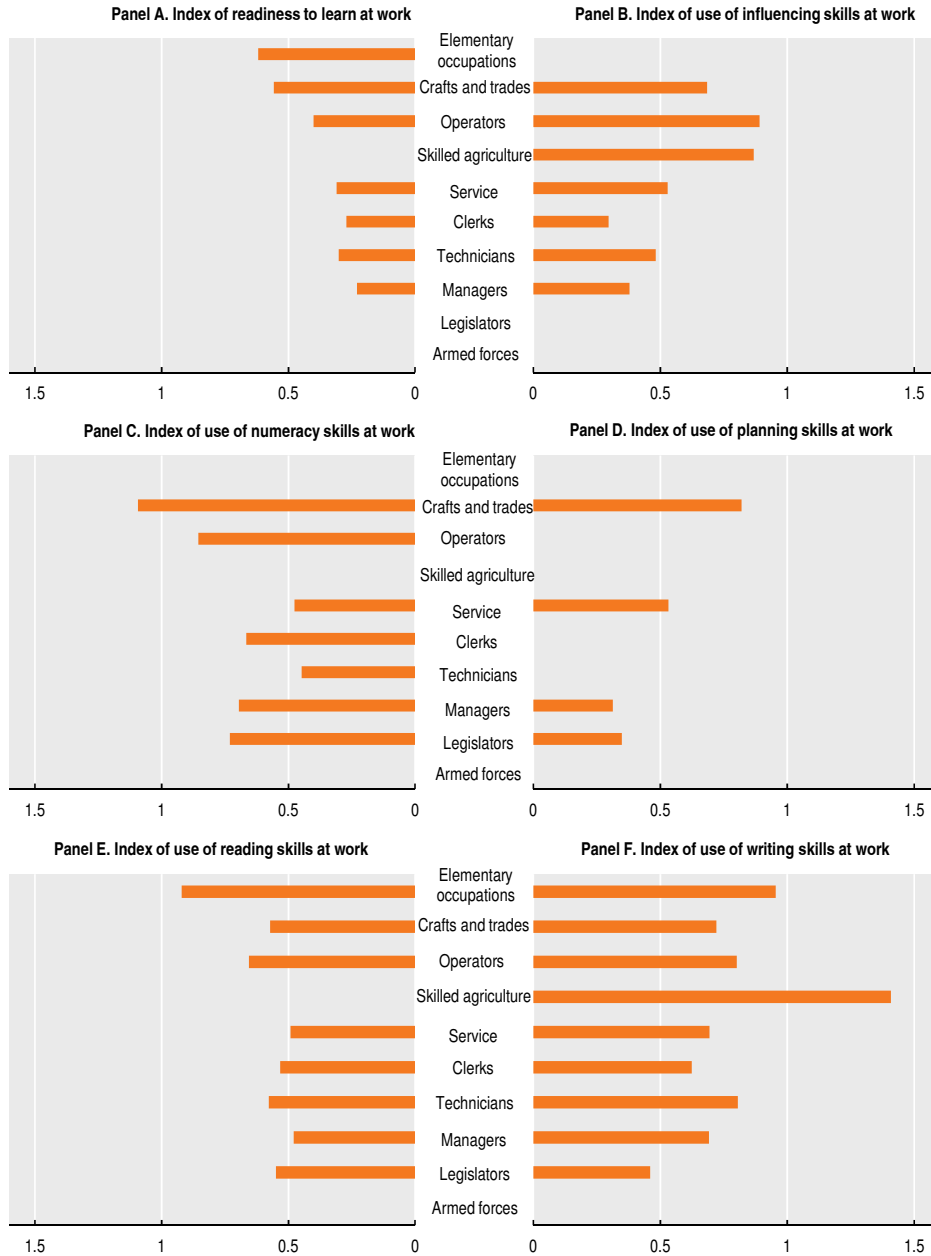 Panel A. Index of readiness to learn at work
Panel B. Index of use of influencing skills at work
Elementary
occupations
Crafts and trades
Operators
Skilled agriculture
Service
Clerks
Technicians
Managers
Legislators
Armed forces
1.5 1 0.5 0
0 0.5 1 1.5
Panel C. Index of use of numeracy skills at work
Panel D. Index of use of planning skills at work
Elementary
occupations
Crafts and trades
Operators
Skilled agriculture
Service
Clerks
Technicians
Managers
Legislators
Armed forces
1.5 1 0.5 0
0 0.5 1 1.5
Panel E. Index of use of reading skills at work
Panel F. Index of use of writing skills at work
Elementary
occupations
Crafts and trades
Operators
Skilled agriculture
Service
Clerks
Technicians
Managers
Legislators
Armed forces
1.5 1 0.5 0
0 0.5 1 1.5